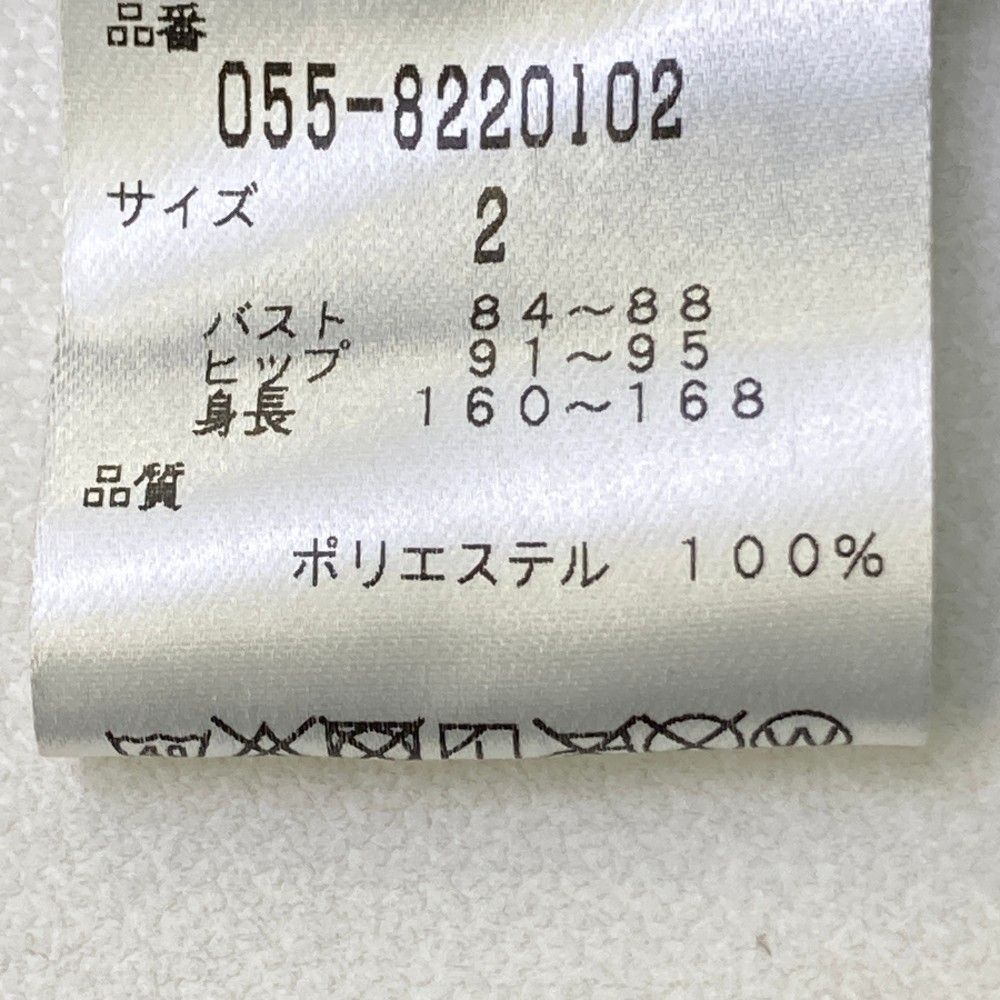 品番
055-8220102
サイズ 2
バスト 84～88
ヒップ 91～95
身長 160～168
品質
ポリエステル 100%